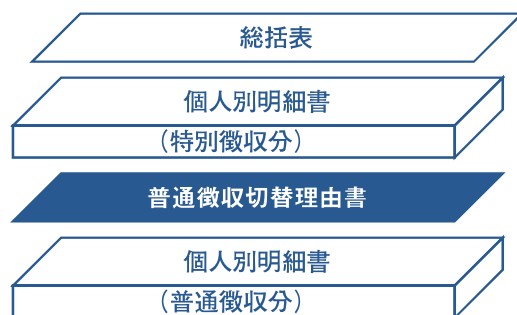 総括表
個人別明細書
（特別徴収分）
普通徴収切替理由書
個人別明細書
（普通徴収分）